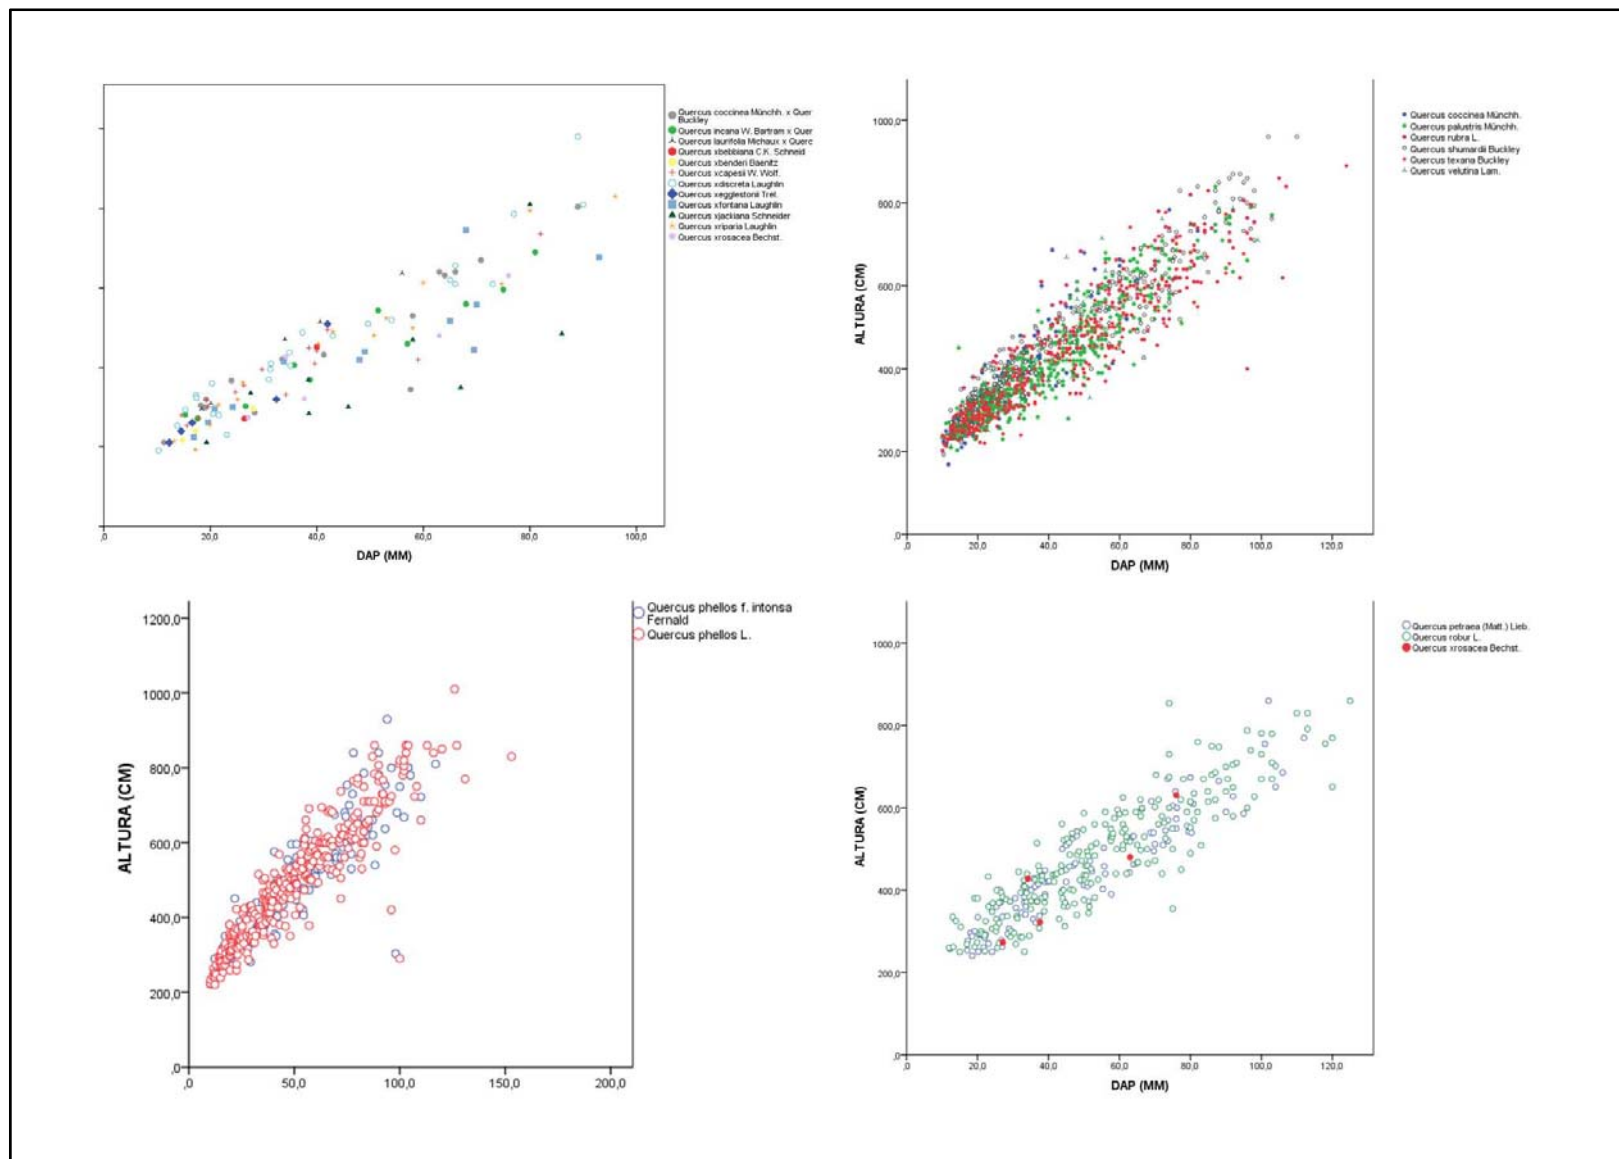 Quercus coccinea Münchh. x Quer
Buckley
Quercus incana W. Bartram x Quer
Quercus laurifolia Michaux x Querc
Quercus xbebbiana C.K. Schneid
Quercus xbenderi Baenitz
Quercus xcapesii W. Wolf.
Quercus xdiscreta Laughlin
Quercus xegglestonii Trel.
Quercus xfontana Laughlin
Quercus xjackiana Schneider
Quercus xriparia Laughlin
Quercus xrosacea Bechst.
,0
20,0
40,0
60,0
80,0
100,0
DAP (MM)
ALTURA (CM)
1000,0
800,0
600,0
400,0
200,0
,0
,0
20,0
40,0
60,0
80,0
100,0
120,0
DAP (MM)
Quercus coccinea Münchh.
Quercus palustris Münchh.
Quercus rubra L.
Quercus shumardii Buckley
Quercus texana Buckley
Quercus velutina Lam.
ALTURA (CM)
1200,0
1000,0
800,0
600,0
400,0
200,0
,0
,0
50,0
100,0
150,0
200,0
Quercus phellos f. intonsa
Fernald
Quercus phellos L.
ALTURA (CM)
1000,0
800,0
600,0
400,0
200,0
,0
,0
20,0
40,0
60,0
80,0
100,0
120,0
DAP (MM)
Quercus petraea (Matt.) Lieb.
Quercus robur L.
Quercus xrosacea Bechst.